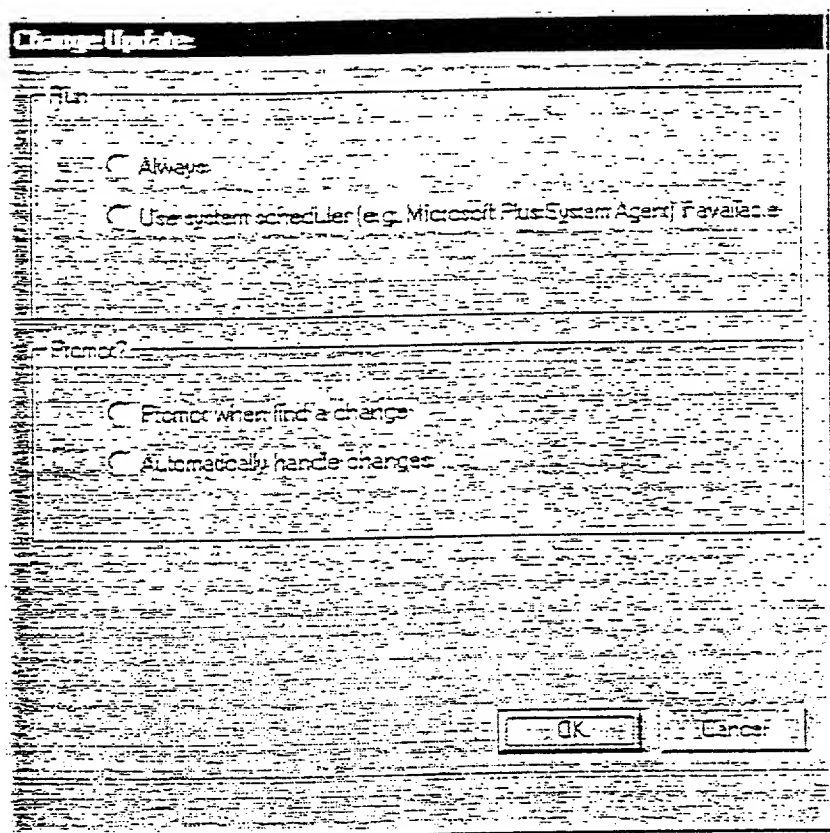 Change Update
Run
Always
Use system scheduler (e.g. Microsoft Plus System Agent) if available
Prompt?
Prompt when find a change
Automatically handle changes
OK
Cancel